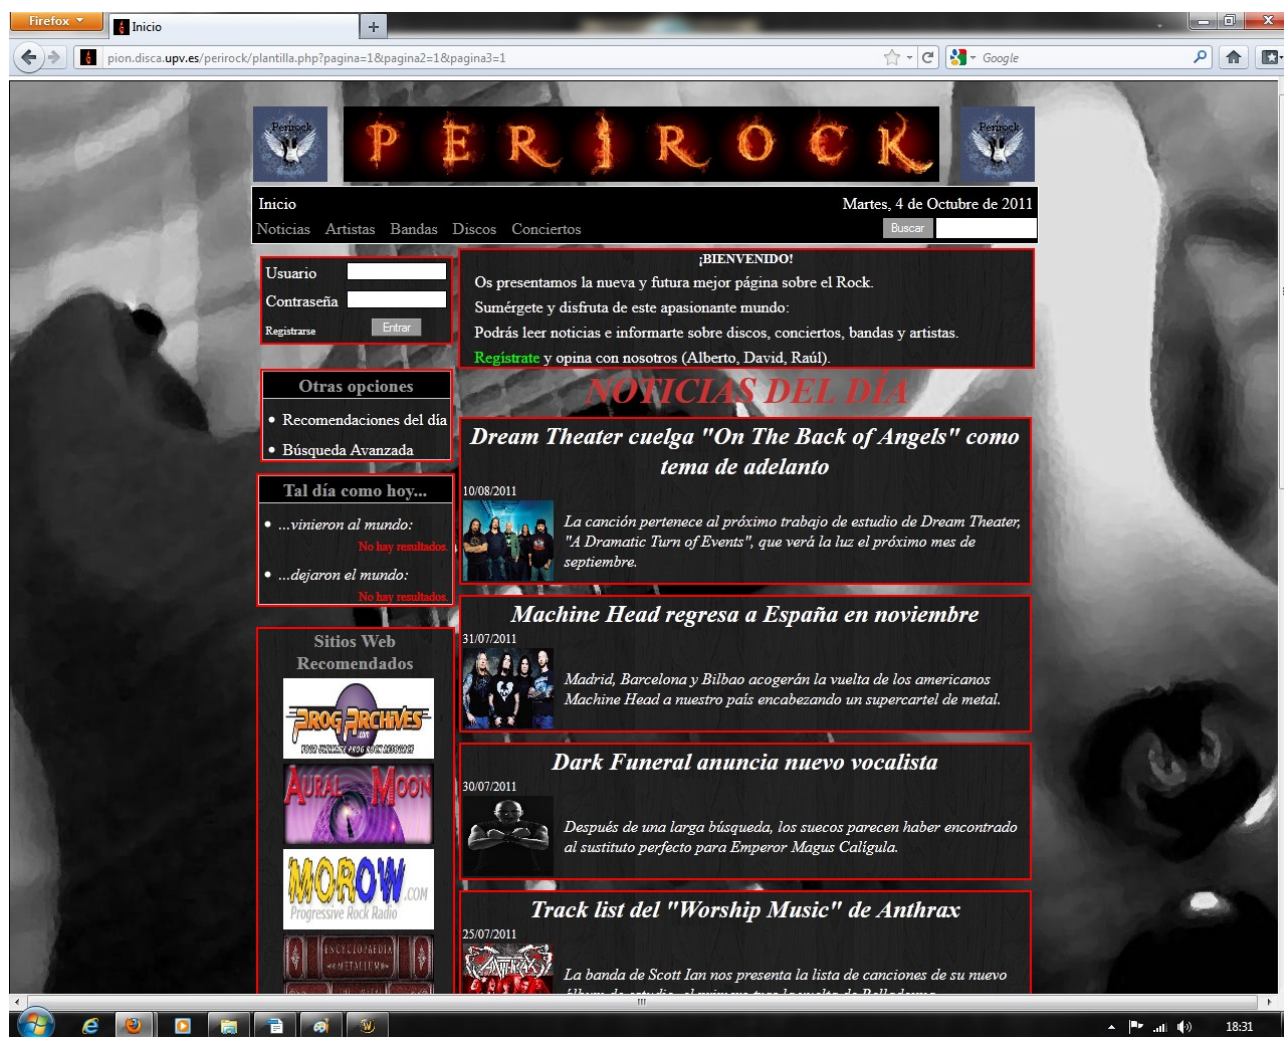 Firefox
Inicio
pion.disca.upv.es/perirock/plantilla.php?pagina=1&pagina2=1&pagina3=1
Google
Perirock
PERIROCK
Perirock
Inicio
Martes, 4 de Octubre de 2011
Noticias Artistas Bandas Discos Conciertos
Buscar
Usuario
Contraseña
Registrarse
Entrar
¡BIENVENIDO!
Os presentamos la nueva y futura mejor página sobre el Rock.
Sumérgete y disfruta de este apasionante mundo:
Podrás leer noticias e informarte sobre discos, conciertos, bandas y artistas.
Regístrate y opina con nosotros (Alberto, David, Raúl).
Otras opciones
Recomendaciones del día
Búsqueda Avanzada
Tal día como hoy...
...vinieron al mundo:
No hay resultados.
...dejaron el mundo:
No hay resultados.
Sitios Web
Recomendados
PROG ARCHIVES
.com
YOUR ULTIMATE PROG ROCK RESOURCE
AURAL MOON
MOROW.COM
Progressive Rock Radio
ENCYCLOPAEDIA
METALLUM
NOTICIAS DEL DÍA
Dream Theater cuelga "On The Back of Angels" como
tema de adelanto
10/08/2011
La canción pertenece al próximo trabajo de estudio de Dream Theater,
"A Dramatic Turn of Events", que verá la luz el próximo mes de
septiembre.
Machine Head regresa a España en noviembre
31/07/2011
Madrid, Barcelona y Bilbao acogerán la vuelta de los americanos
Machine Head a nuestro país encabezando un supercartel de metal.
Dark Funeral anuncia nuevo vocalista
30/07/2011
Después de una larga búsqueda, los suecos parecen haber encontrado
al sustituto perfecto para Emperor Magus Calígula.
Track list del "Worship Music" de Anthrax
25/07/2011
ANTHRAX
La banda de Scott Ian nos presenta la lista de canciones de su nuevo
18:31